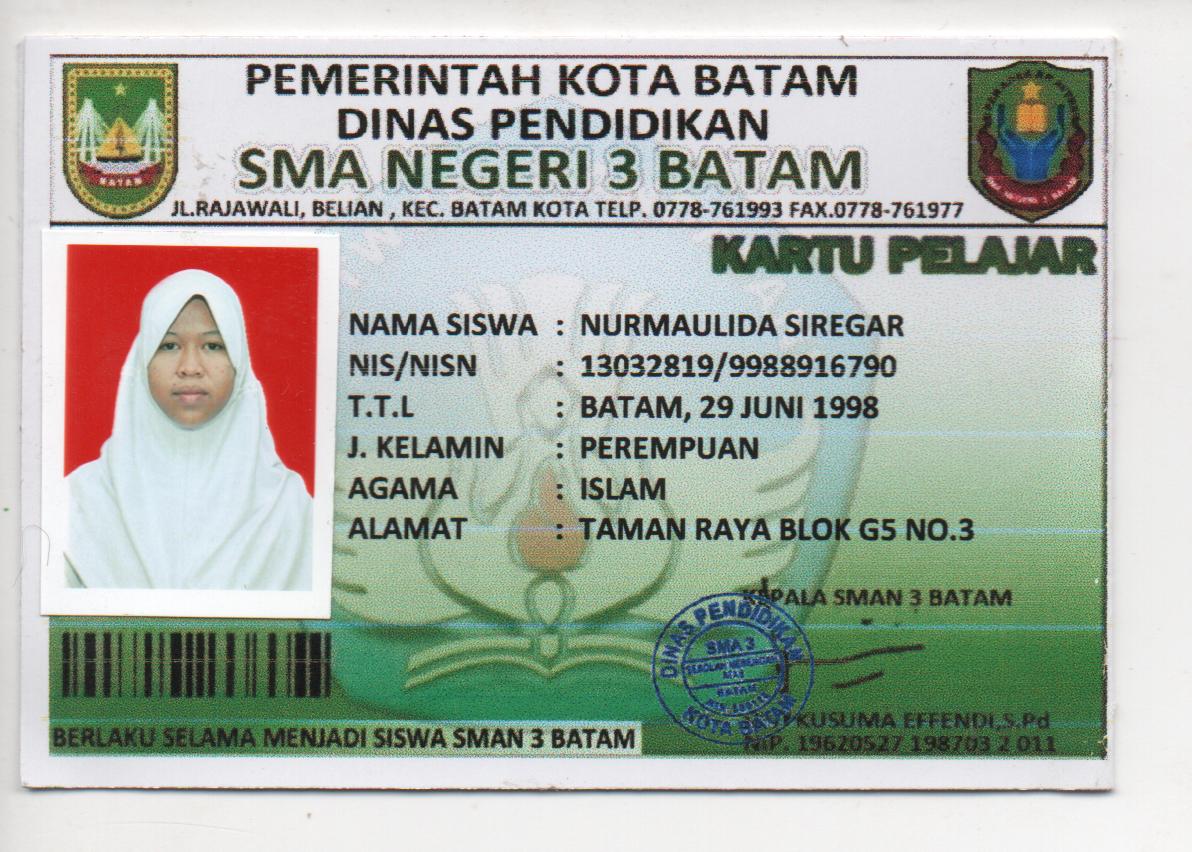 PEMERINTAH KOTA BATAM
DINAS PENDIDIKAN
SMA NEGERI 3 BATAM
JL.RAJAWALI, BELIAN , KEC. BATAM KOTA TELP. 0778-761993 FAX.0778-761977
BATAM
KARTU PELAJAR
NAMA SISWA : NURMAULIDA SIREGAR
NIS/NISN : 13032819/9988916790
T.T.L : BATAM, 29 JUNI 1998
J. KELAMIN : PEREMPUAN
AGAMA : ISLAM
ALAMAT : TAMAN RAYA BLOK G5 NO.3
KEPALA SMAN 3 BATAM
DINAS PENDIDIKAN
SMA 3
BATAM
KOTA BATAM
KUSUMA EFFENDI,S.Pd
NIP. 19620527 198703 2 011
BERLAKU SELAMA MENJADI SISWA SMAN 3 BATAM